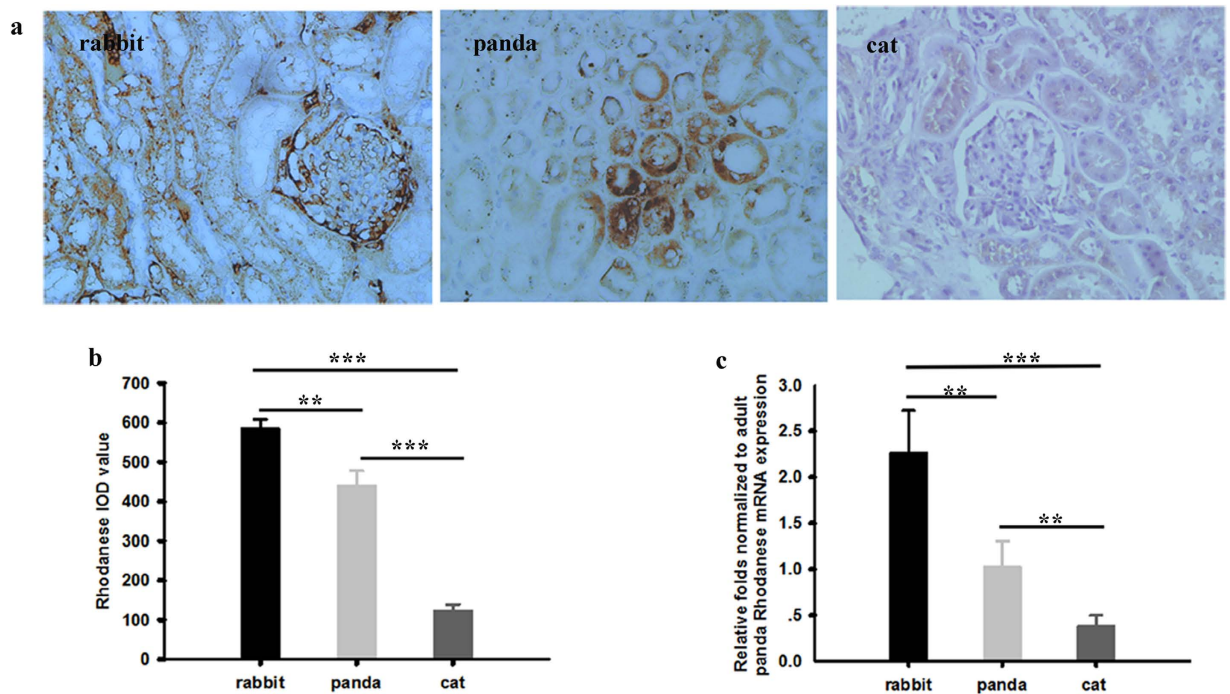 a
rabbit
panda
cat
b
Rhodanese IOD value
700
600
500
400
300
200
100
0
***
**
***
rabbit
panda
cat
c
Relative folds normalized to adult
panda Rhodanese mRNA expression
3.0
2.5
2.0
1.5
1.0
.5
0.0
***
**
**
rabbit
panda
cat